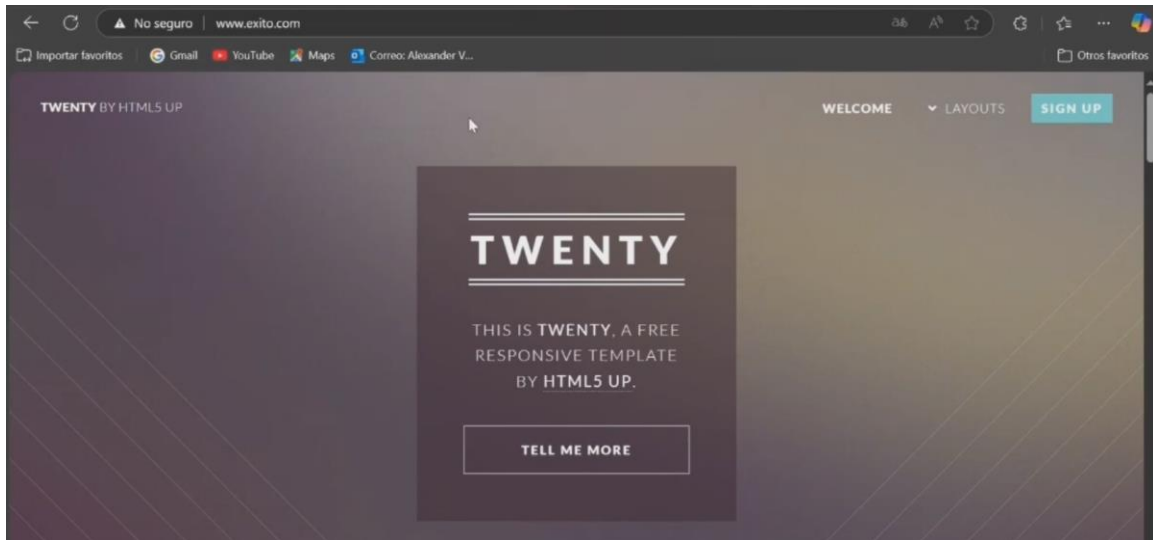 No seguro | www.exito.com
Importar favoritos Gmail YouTube Maps Correo: Alexander V... Otros favoritos
TWENTY BY HTML5 UP WELCOME LAYOUTS SIGN UP
TWENTY
THIS IS TWENTY, A FREE
RESPONSIVE TEMPLATE
BY HTML5 UP.
TELL ME MORE